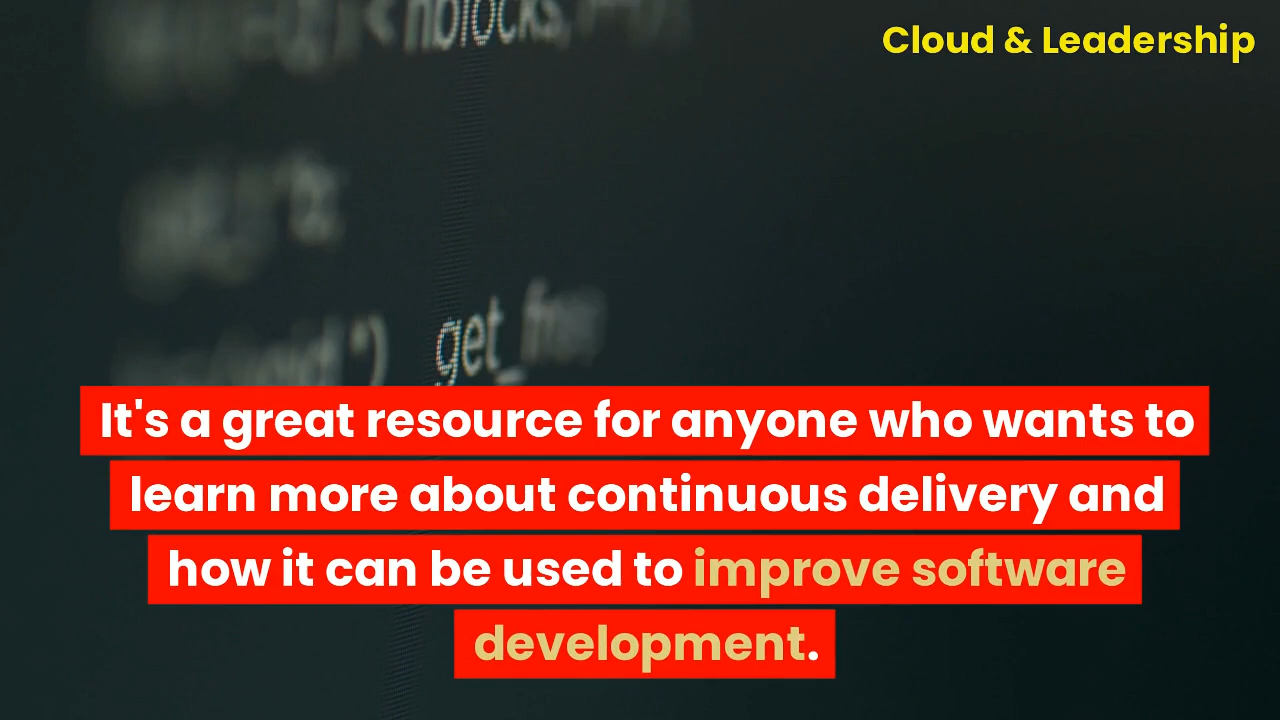 Cloud & Leadership
nblocks,
get_
It's a great resource for anyone who wants to
learn more about continuous delivery and
how it can be used to improve software
development.